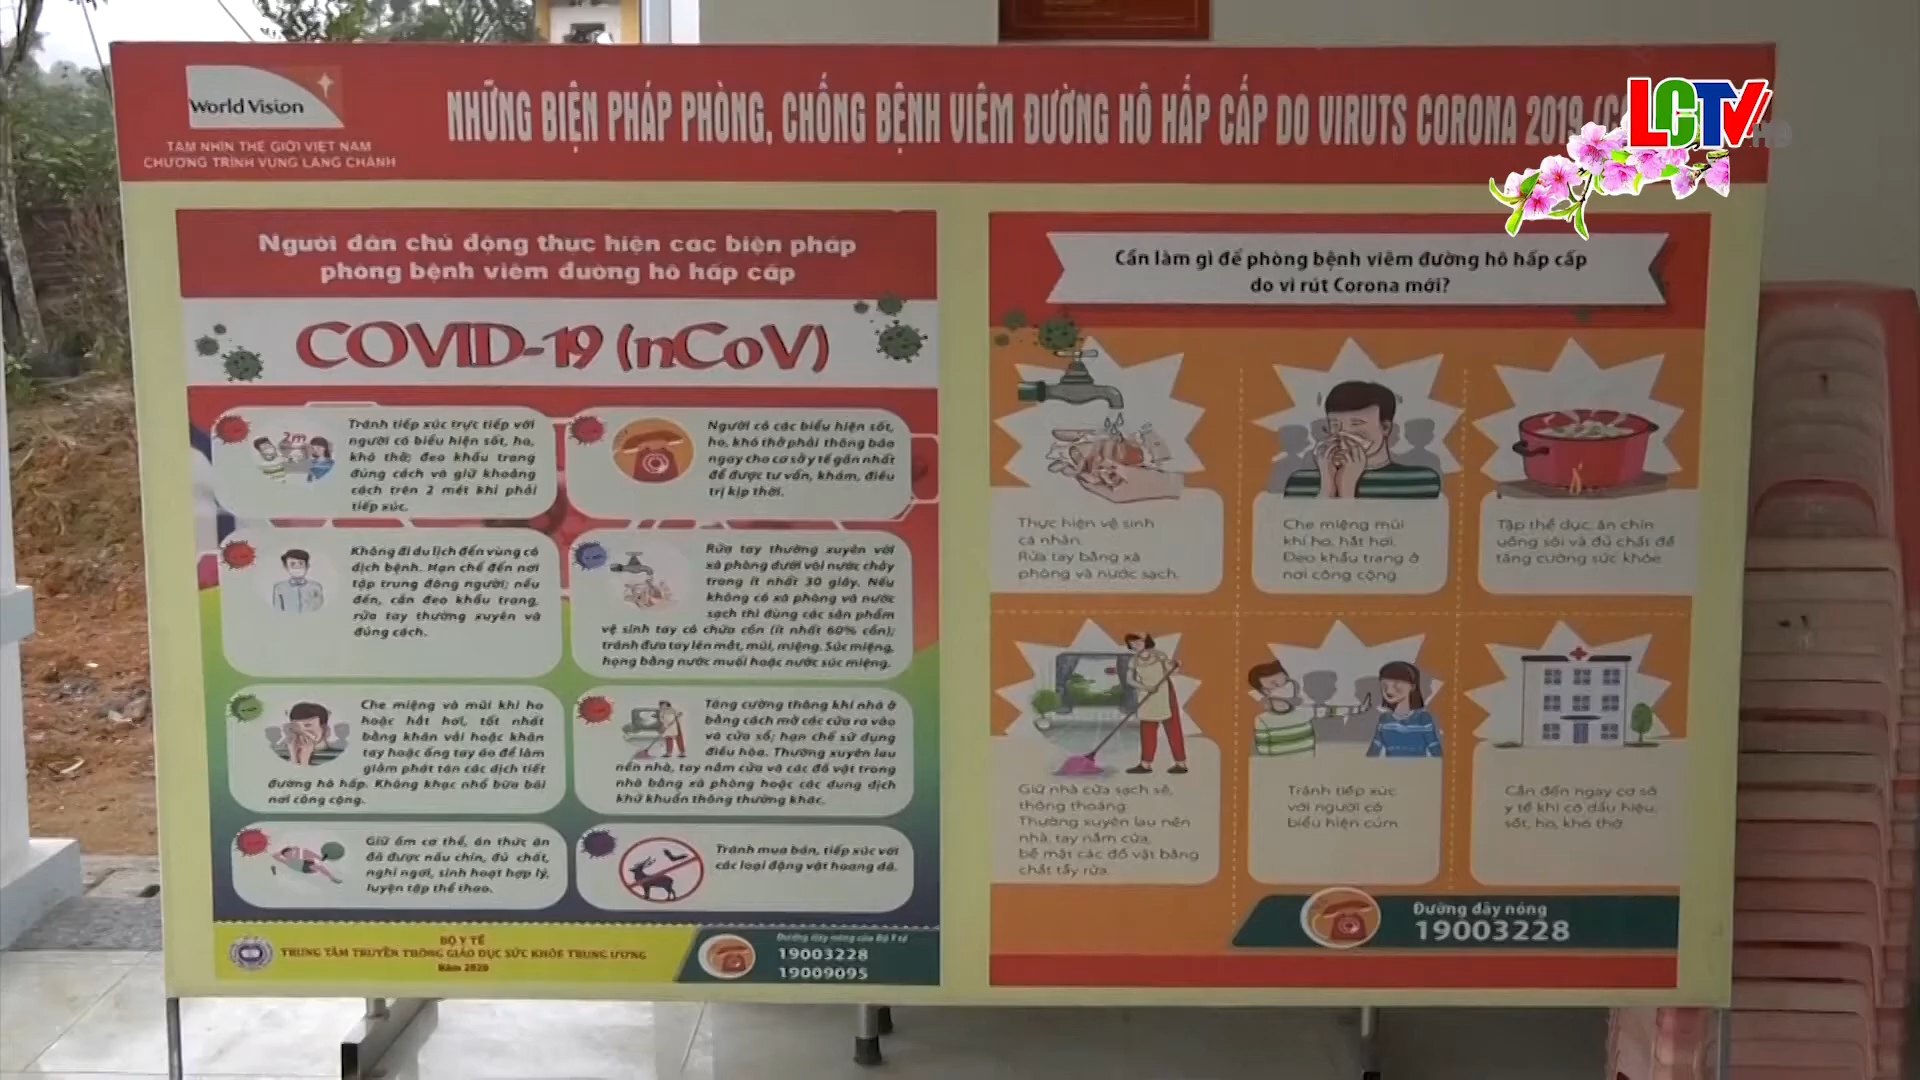 World Vision
TẦM NHÌN THẾ GIỚI VIỆT NAM
CHƯƠNG TRÌNH VÙNG LANG CHÁNH
NHỮNG BIỆN PHÁP PHÒNG, CHỐNG BỆNH VIÊM ĐƯỜNG HÔ HẤP CẤP DO VIRUTS CORONA 2019
LCTV HD
Người dân chủ động thực hiện các biện pháp
phòng bệnh viêm đường hô hấp cấp
COVID-19 (nCoV)
2m
Tránh tiếp xúc trực tiếp với
người có biểu hiện sốt, ho,
khó thở; đeo khẩu trang
đúng cách và giữ khoảng
cách trên 2 mét khi phải
tiếp xúc.
Người có các biểu hiện sốt,
ho, khó thở phải thông báo
ngay cho cơ sở y tế gần nhất
để được tư vấn, khám, điều
trị kịp thời.
Không đi du lịch đến vùng có
dịch bệnh. Hạn chế đến nơi
tập trung đông người; nếu
đến, cần đeo khẩu trang,
rửa tay thường xuyên và
đúng cách.
Rửa tay thường xuyên với
xà phòng dưới vòi nước chảy
trong ít nhất 30 giây. Nếu
không có xà phòng và nước
sạch thì dùng các sản phẩm
vệ sinh tay có chứa cồn (ít nhất 60% cồn);
tránh đưa tay lên mắt, mũi, miệng. Súc miệng,
họng bằng nước muối hoặc nước súc miệng.
Che miệng và mũi khi ho
hoặc hắt hơi, tốt nhất
bằng khăn vải hoặc khăn
tay hoặc ống tay áo để làm
giảm phát tán các dịch tiết
đường hô hấp. Không khạc nhổ bừa bãi
nơi công cộng.
Tăng cường thông khí nhà ở
bằng cách mở các cửa ra vào
và cửa sổ; hạn chế sử dụng
điều hòa. Thường xuyên lau
nền nhà, tay nắm cửa và các đồ vật trong
nhà bằng xà phòng hoặc các dung dịch
khử khuẩn thông thường khác.
Giữ ấm cơ thể, ăn thức ăn
đã được nấu chín, đủ chất,
nghỉ ngơi, sinh hoạt hợp lý,
luyện tập thể thao.
Tránh mua bán, tiếp xúc với
các loại động vật hoang dã.
BỘ Y TẾ
TRUNG TÂM TRUYỀN THÔNG GIÁO DỤC SỨC KHỎE TRUNG ƯƠNG
Năm 2020
Đường dây nóng của Bộ Y tế
19003228
19009095
Cần làm gì để phòng bệnh viêm đường hô hấp cấp
do vi rút Corona mới?
Thực hiện vệ sinh
cá nhân.
Rửa tay bằng xà
phòng và nước sạch.
Che miệng mũi
khi ho, hắt hơi.
Đeo khẩu trang ở
nơi công cộng
Tập thể dục, ăn chín
uống sôi và đủ chất để
tăng cường sức khỏe.
Giữ nhà cửa sạch sẽ,
thông thoáng.
Thường xuyên lau nền
nhà, tay nắm cửa,
bề mặt các đồ vật bằng
chất tẩy rửa.
Tránh tiếp xúc
với người có
biểu hiện cúm
Cần đến ngay cơ sở
y tế khi có dấu hiệu:
sốt, ho, khó thở
Đường dây nóng
19003228